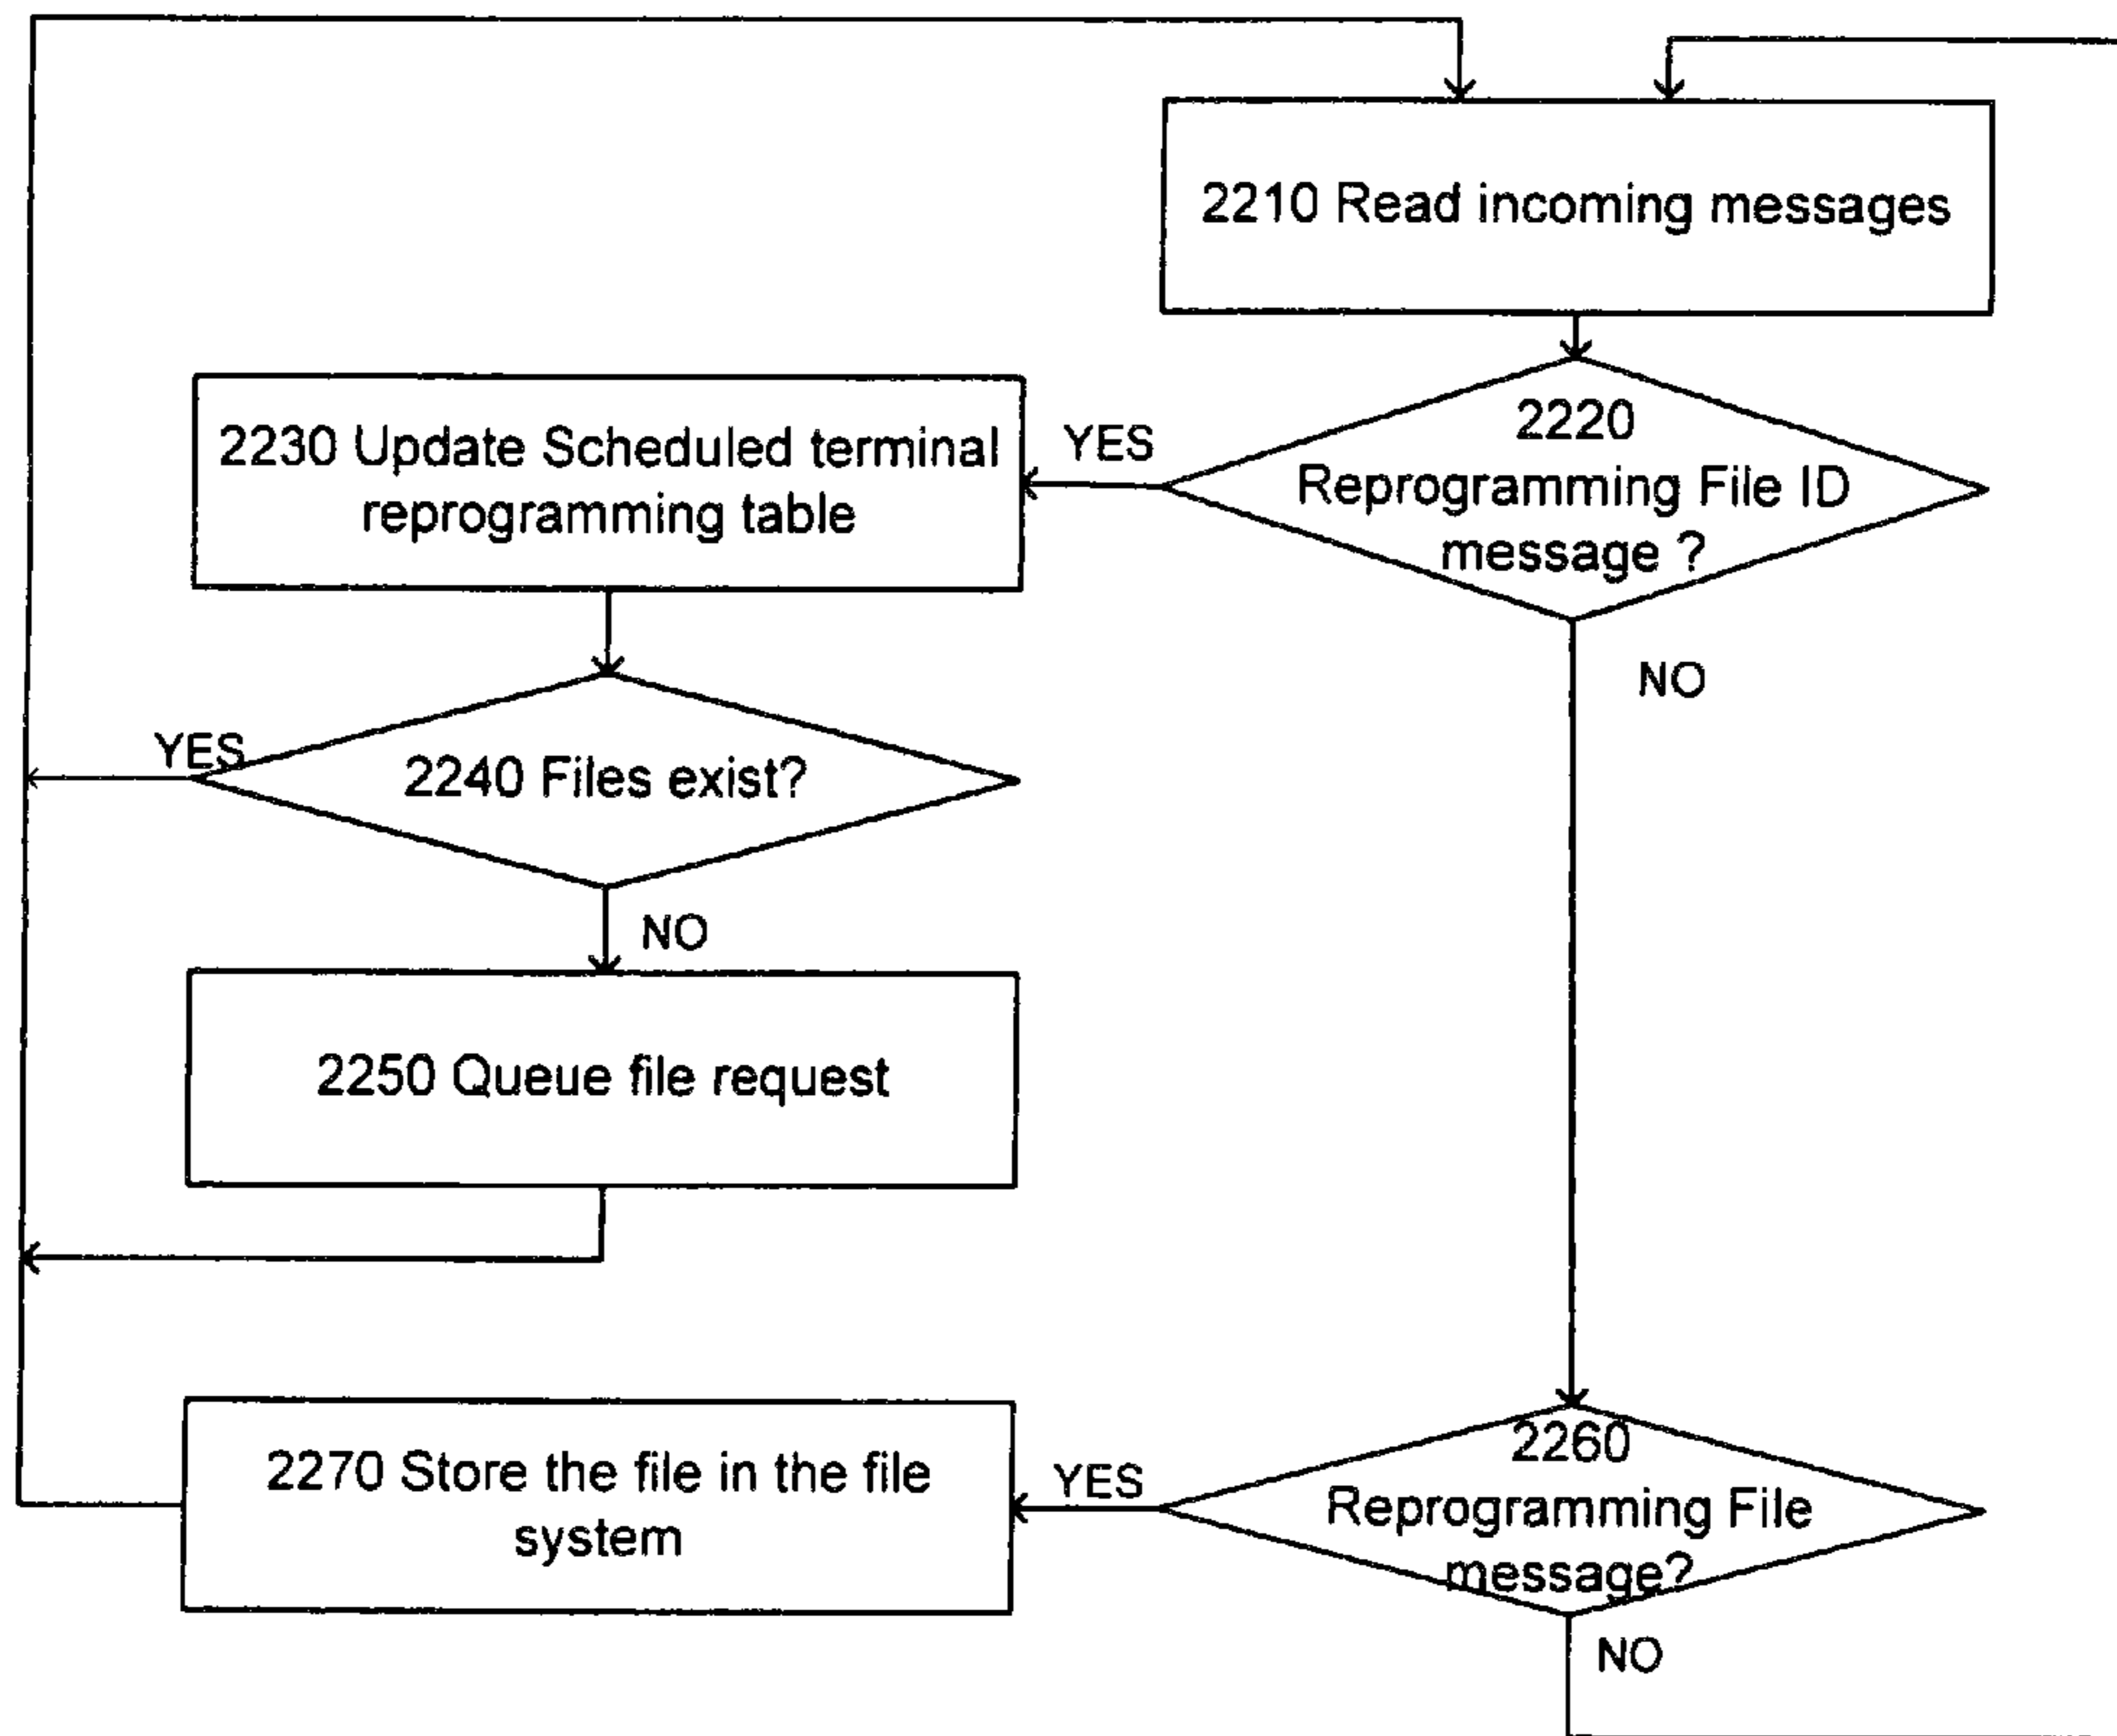 2210 Read incoming messages
2220
Reprogramming File ID
message ?
YES
2230 Update Scheduled terminal
reprogramming table
NO
2240 Files exist?
YES
NO
2250 Queue file request
2260
Reprogramming File
message?
YES
2270 Store the file in the file
system
NO